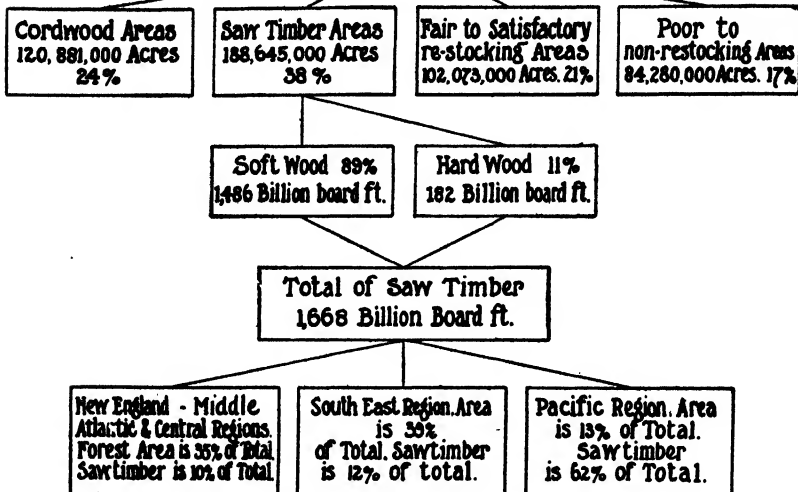 Cordwood Areas
120,881,000 Acres
24%
Saw Timber Areas
188,645,000 Acres
38%
Fair to Satisfactory
re-stocking Areas
102,073,000 Acres. 21%
Poor to
non-restocking Areas
84,280,000 Acres. 17%
Soft Wood 89%
1,486 Billion board ft.
Hard Wood 11%
182 Billion board ft.
Total of Saw Timber
1,668 Billion Board ft.
New England - Middle
Atlantic & Central Regions.
Forest Area is 35% of Total
Sawtimber is 10% of Total
South East Region. Area
is 39%
of Total. Sawtimber
is 12% of total.
Pacific Region. Area
is 13% of Total.
Sawtimber
is 62% of Total.